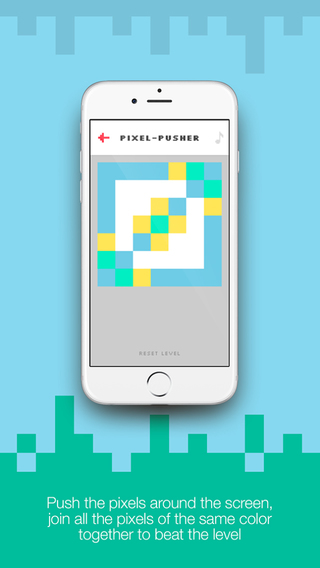 PIXEL-PUSHER
RESET LEVEL
Push the pixels around the screen,
join all the pixels of the same color
together to beat the level